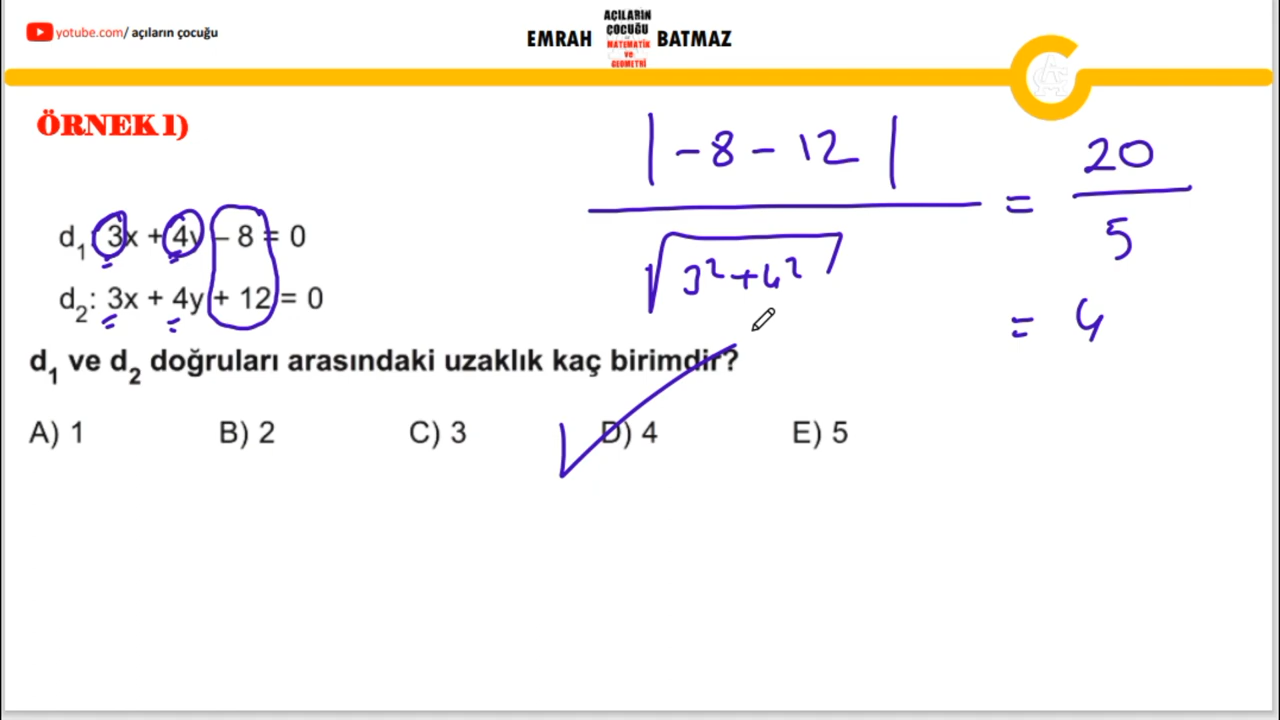 yotube.com/ açıların çocuğu
EMRAH
AÇILARIN
ÇOCUĞU
MATEMATİK
ve
GEOMETRİ
BATMAZ
ÖRNEK 1)
d₁: 3x + 4y – 8 = 0
d₂: 3x + 4y + 12 = 0
d₁ ve d₂ doğruları arasındaki uzaklık kaç birimdir?
A) 1 B) 2 C) 3 D) 4 E) 5
|-8-12|
√3²+4²
= 20
5
= 4